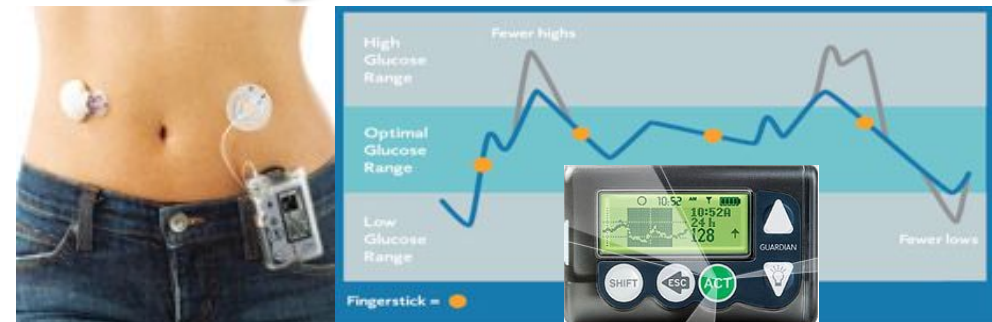 Fewer highs
High
Glucose
Range
Optimal
Glucose
Range
Low
Glucose
Range
Fewer lows
Fingerstick =
10:52 AM
10:52A
24 h
128
GUARDIAN
SHIFT
ESC
ACT